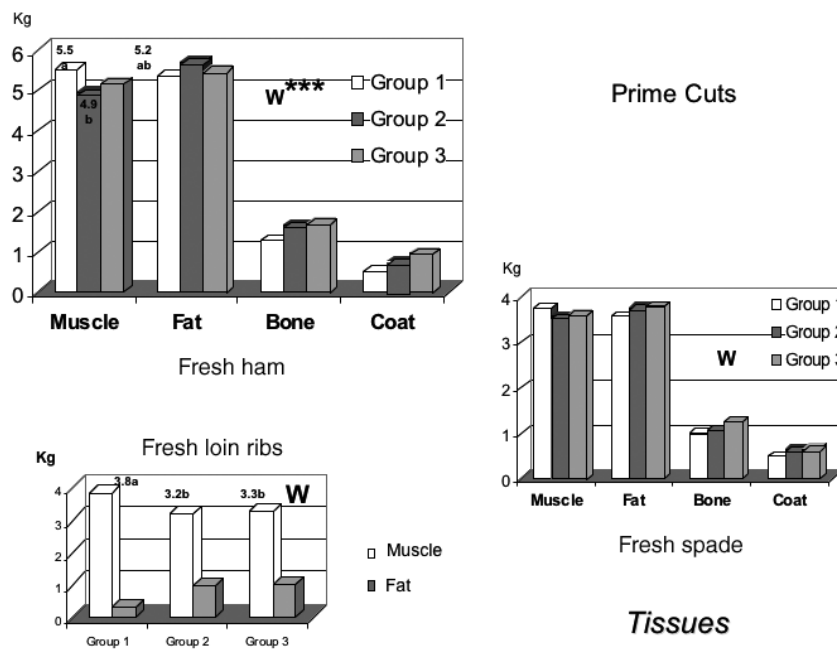 Kg
6
5
4
3
2
1
0
5.5
a
4.9
b
5.2
ab
W***
Group 1
Group 2
Group 3
Muscle Fat Bone Coat
Fresh ham
Prime Cuts
Kg
4
3
2
1
0
Group 1
Group 2
Group 3
W
Muscle Fat Bone Coat
Fresh spade
Fresh loin ribs
Kg
4
3
2
1
0
3.8a
3.2b
3.3b
W
Group 1 Group 2 Group 3
Muscle
Fat
Tissues